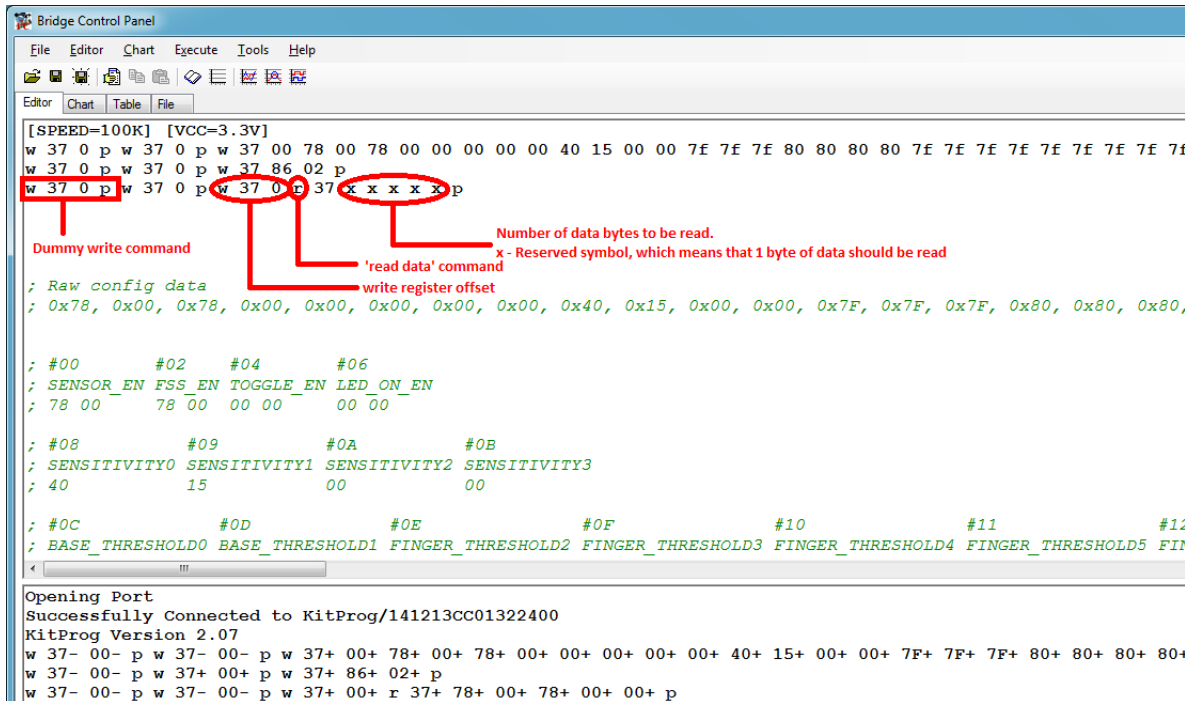 Bridge Control Panel
File Editor Chart Execute Tools Help
Editor Chart Table File
[SPEED=100K] [VCC=3.3V]
w 37 0 p w 37 0 p w 37 00 78 00 78 00 00 00 00 00 40 15 00 00 7f 7f 7f 80 80 80 80 7f 7f 7f 7f 7f 7f 7f 7f
w 37 0 p w 37 0 p w 37 86 02 p
w 37 0 p w 37 0 p w 37 0 r 37 x x x x x p
Number of data bytes to be read.
Dummy write command
x - Reserved symbol, which means that 1 byte of data should be read
'read data' command
write register offset
; Raw config data
; 0x78, 0x00, 0x78, 0x00, 0x00, 0x00, 0x00, 0x00, 0x40, 0x15, 0x00, 0x00, 0x7F, 0x7F, 0x7F, 0x80, 0x80, 0x80,
; #00 #02 #04 #06
; SENSOR_EN FSS_EN TOGGLE_EN LED_ON_EN
; 78 00 78 00 00 00 00 00
; #08 #09 #0A #0B
; SENSITIVITY0 SENSITIVITY1 SENSITIVITY2 SENSITIVITY3
; 40 15 00 00
; #0C #0D #0E #0F #10 #11 #12
; BASE_THRESHOLD0 BASE_THRESHOLD1 FINGER_THRESHOLD2 FINGER_THRESHOLD3 FINGER_THRESHOLD4 FINGER_THRESHOLD5 FIN
Opening Port
Successfully Connected to KitProg/141213CC01322400
KitProg Version 2.07
w 37- 00- p w 37- 00- p w 37+ 00+ 78+ 00+ 78+ 00+ 00+ 00+ 00+ 00+ 40+ 15+ 00+ 00+ 7F+ 7F+ 7F+ 80+ 80+ 80+ 80+
w 37- 00- p w 37+ 00+ p w 37+ 86+ 02+ p
w 37- 00- p w 37- 00- p w 37+ 00+ r 37+ 78+ 00+ 78+ 00+ 00+ p